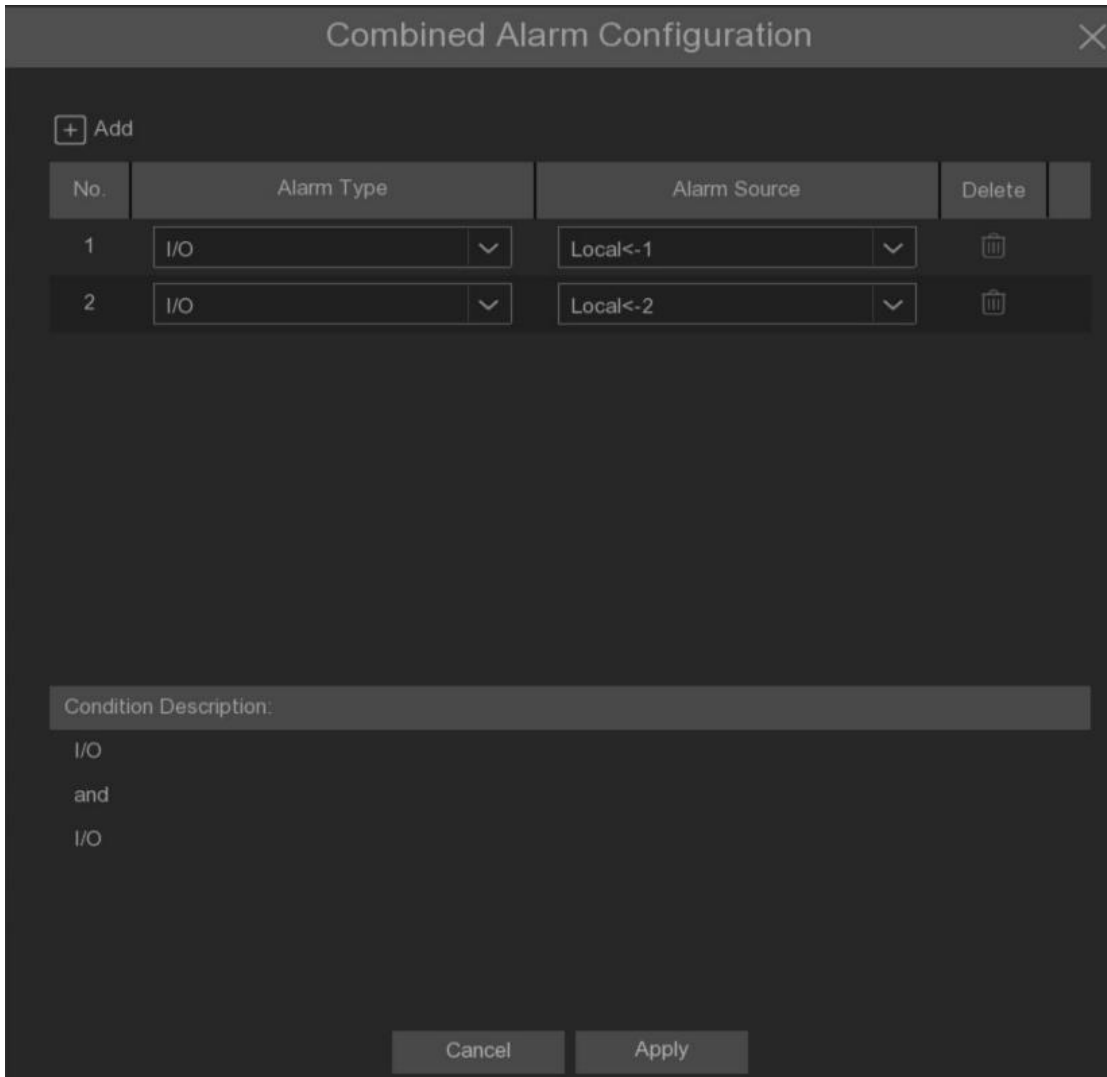 Combined Alarm Configuration
Add
No. Alarm Type Alarm Source Delete
1 I/O Local<-1
2 I/O Local<-2
Condition Description:
I/O
and
I/O
Cancel Apply